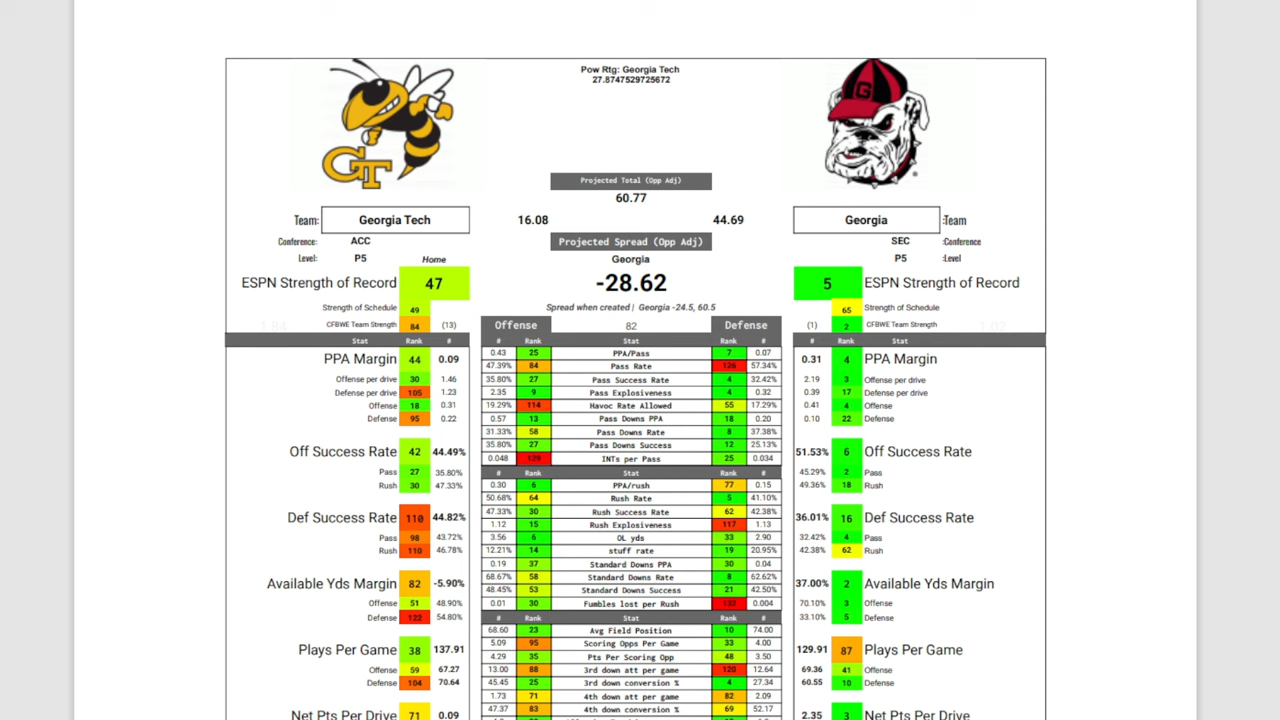 Pow Rtg: Georgia Tech
27.8747529725672
GT
G
Projected Total (Opp Adj)
60.77
Team: Georgia Tech 16.08 44.69 Georgia :Team
Conference: ACC Projected Spread (Opp Adj) SEC :Conference
Level: P5 Home Georgia P5 :Level
ESPN Strength of Record 47 -28.62 5 ESPN Strength of Record
Strength of Schedule 49 Spread when created | Georgia -24.5, 60.5 65 Strength of Schedule
1.84 CFBWE Team Strength 84 (13) Offense 82 Defense (1) 2 CFBWE Team Strength 1.02
Stat Rank # # Rank Stat Rank # # Rank Stat
PPA Margin 44 0.09 0.43 25 PPA/Pass 7 0.07 0.31 4 PPA Margin
47.39% 84 Pass Rate 126 57.34%
Offense per drive 30 1.46 35.80% 27 Pass Success Rate 4 32.42% 2.19 3 Offense per drive
Defense per drive 105 1.23 2.35 9 Pass Explosiveness 4 0.32 0.39 17 Defense per drive
Offense 18 0.31 19.29% 114 Havoc Rate Allowed 55 17.29% 0.41 4 Offense
Defense 95 0.22 0.57 13 Pass Downs PPA 18 0.20 0.10 22 Defense
31.33% 58 Pass Downs Rate 8 37.38%
Off Success Rate 42 44.49% 35.80% 27 Pass Downs Success 12 25.13% 51.53% 6 Off Success Rate
0.048 129 INTs per Pass 25 0.034
Pass 27 35.80% # Rank Stat Rank # 45.29% 2 Pass
Rush 30 47.33% 0.30 6 PPA/rush 77 0.15 49.36% 18 Rush
50.68% 64 Rush Rate 5 41.10%
Def Success Rate 110 44.82% 47.33% 30 Rush Success Rate 62 42.38% 36.01% 16 Def Success Rate
1.12 15 Rush Explosiveness 117 1.13
Pass 98 43.72% 3.56 6 OL yds 33 2.90 32.42% 4 Pass
Rush 110 46.78% 12.21% 14 stuff rate 19 20.95% 42.38% 62 Rush
0.19 37 Standard Downs PPA 30 0.04
Available Yds Margin 82 -5.90% 68.67% 58 Standard Downs Rate 8 62.62% 37.00% 2 Available Yds Margin
48.45% 53 Standard Downs Success 21 42.50%
Offense 51 48.90% 0.01 30 Fumbles lost per Rush 132 0.004 70.10% 3 Offense
Defense 122 54.80% # Rank Stat Rank # 33.10% 5 Defense
68.60 23 Avg Field Position 10 74.00
Plays Per Game 38 137.91 5.09 95 Scoring Opps Per Game 33 4.00 129.91 87 Plays Per Game
4.29 35 Pts Per Scoring Opp 48 3.50
Offense 59 67.27 13.00 88 3rd down att per game 120 12.64 69.36 41 Offense
Defense 104 70.64 45.45 25 3rd down conversion % 4 27.34 60.55 10 Defense
1.73 71 4th down att per game 82 2.09
Net Pts Per Drive 71 0.09 47.37 83 4th down conversion % 69 52.17 2.35 3 Net Pts Per Drive